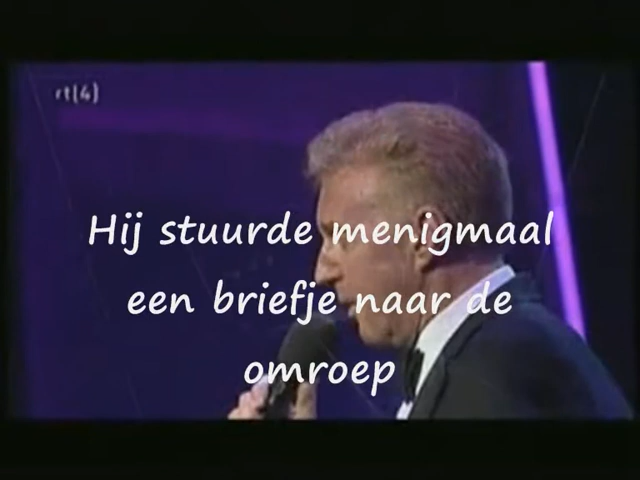 rtl4
Hij stuurde menigmaal
een briefje naar de
omroep